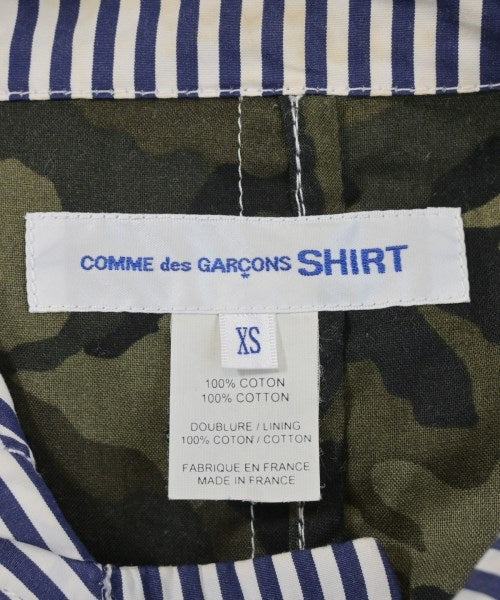 COMME des GARÇONS SHIRT
XS
100% COTON
100% COTTON
DOUBLURE / LINING
100% COTON / COTTON
FABRIQUE EN FRANCE
MADE IN FRANCE